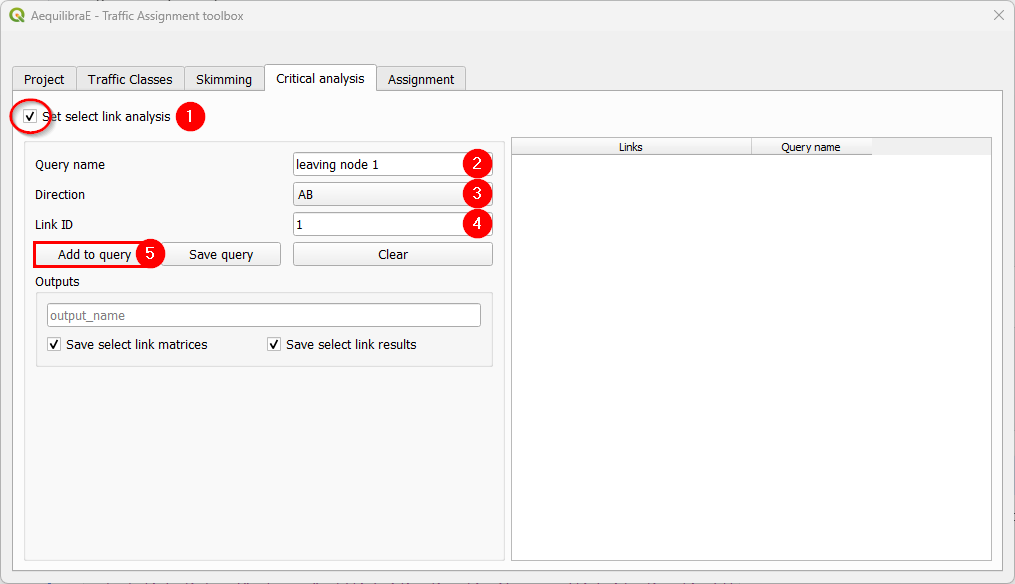 AequilibraE - Traffic Assignment toolbox
Project Traffic Classes Skimming Critical analysis Assignment
Set select link analysis 1
Links Query name
Query name leaving node 1 2
Direction AB 3
Link ID 1 4
Add to query 5 Save query Clear
Outputs
output_name
Save select link matrices Save select link results